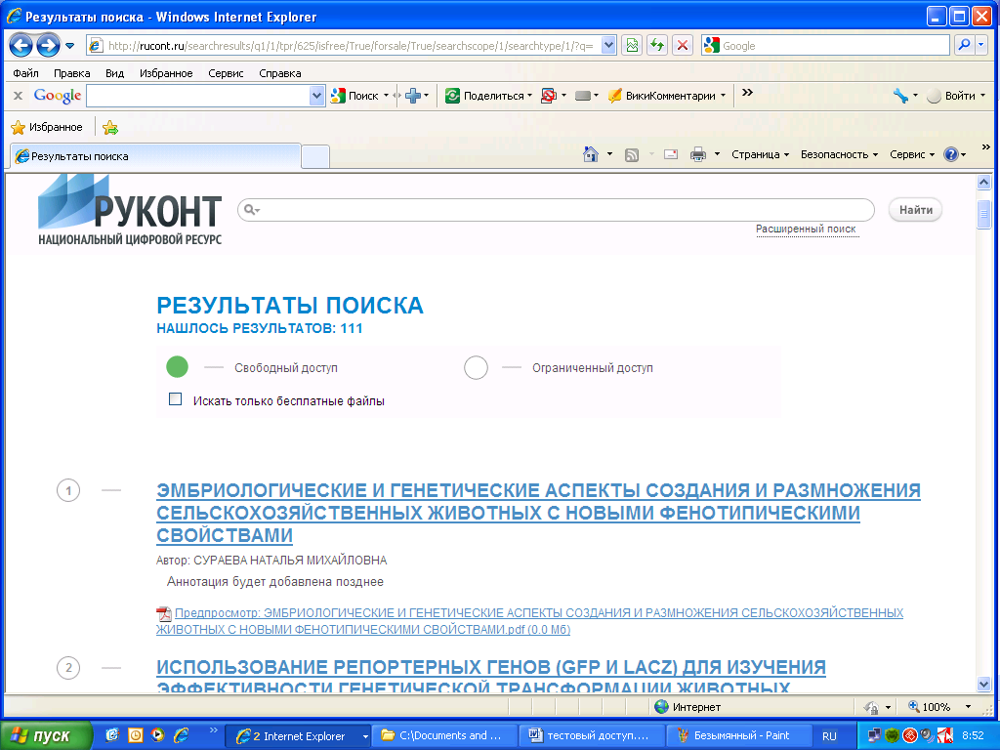 Результаты поиска - Windows Internet Explorer
http://rucont.ru/searchresults/q1/1/tpr/625/isfree/True/forsale/True/searchscope/1/searchtype/1/?q=
Google
Файл Правка Вид Избранное Сервис Справка
x Google Поиск Поделиться ВикиКомментарии » Войти
Избранное
Результаты поиска
Страница Безопасность Сервис »
РУКОНТ
НАЦИОНАЛЬНЫЙ ЦИФРОВОЙ РЕСУРС
Найти
Расширенный поиск
РЕЗУЛЬТАТЫ ПОИСКА
НАШЛОСЬ РЕЗУЛЬТАТОВ: 111
Свободный доступ
Ограниченный доступ
Искать только бесплатные файлы
1
ЭМБРИОЛОГИЧЕСКИЕ И ГЕНЕТИЧЕСКИЕ АСПЕКТЫ СОЗДАНИЯ И РАЗМНОЖЕНИЯ
СЕЛЬСКОХОЗЯЙСТВЕННЫХ ЖИВОТНЫХ С НОВЫМИ ФЕНОТИПИЧЕСКИМИ
СВОЙСТВАМИ
Автор: СУРАЕВА НАТАЛЬЯ МИХАЙЛОВНА
Аннотация будет добавлена позднее
Предпросмотр: ЭМБРИОЛОГИЧЕСКИЕ И ГЕНЕТИЧЕСКИЕ АСПЕКТЫ СОЗДАНИЯ И РАЗМНОЖЕНИЯ СЕЛЬСКОХОЗЯЙСТВЕННЫХ
ЖИВОТНЫХ С НОВЫМИ ФЕНОТИПИЧЕСКИМИ СВОЙСТВАМИ.pdf (0.0 Мб)
2
ИСПОЛЬЗОВАНИЕ РЕПОРТЕРНЫХ ГЕНОВ (GFP И LACZ) ДЛЯ ИЗУЧЕНИЯ
ЭФФЕКТИВНОСТИ ГЕНЕТИЧЕСКОЙ ТРАНСФОРМАЦИИ ЖИВОТНЫХ
Интернет 100%
пуск » 2 Internet Explorer C:\Documents and ... тестовый доступ.... Безымянный - Paint RU 8:52